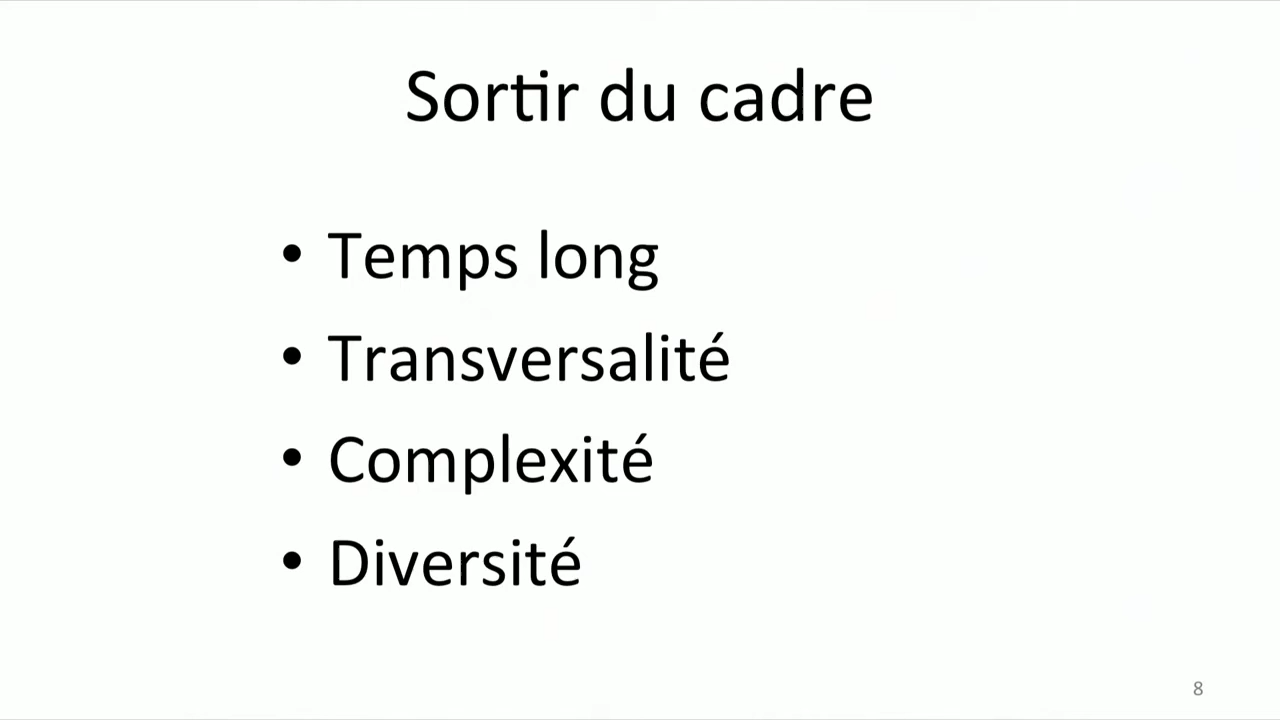 Sortir du cadre
• Temps long
• Transversalité
• Complexité
• Diversité
8